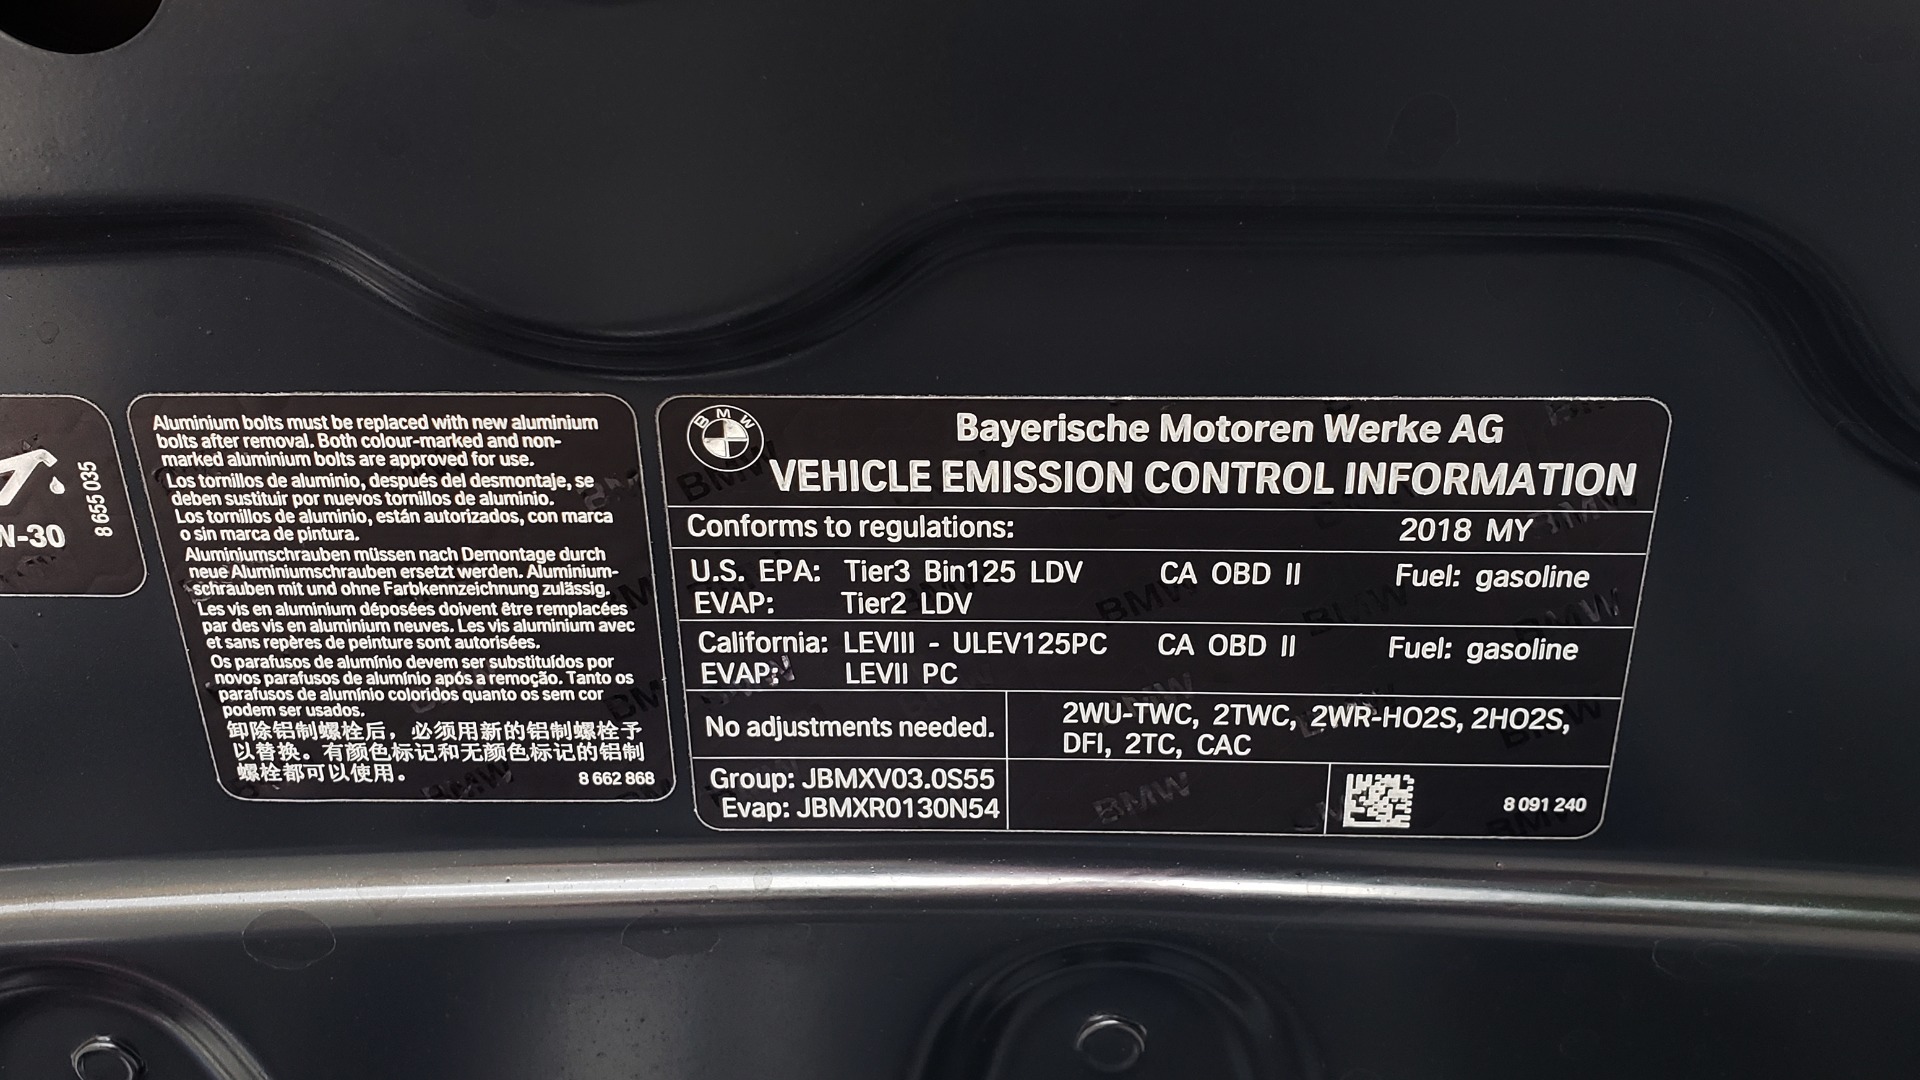 W-30
8 655 035
Aluminium bolts must be replaced with new aluminium
bolts after removal. Both colour-marked and non-
marked aluminium bolts are approved for use.
Los tornillos de aluminio, después del desmontaje, se
deben sustituir por nuevos tornillos de aluminio.
Los tornillos de aluminio, están autorizados, con marca
o sin marca de pintura.
Aluminiumschrauben müssen nach Demontage durch
neue Aluminiumschrauben ersetzt werden. Aluminium-
schrauben mit und ohne Farbkennzeichnung zulässig.
Les vis en aluminium déposées doivent être remplacées
par des vis en aluminium neuves. Les vis aluminium avec
et sans repères de peinture sont autorisées.
Os parafusos de alumínio devem ser substituídos por
novos parafusos de alumínio após a remoção. Tanto os
parafusos de alumínio coloridos quanto os sem cor
podem ser usados.
卸除铝制螺栓后，必须用新的铝制螺栓予
以替换。有颜色标记和无颜色标记的铝制
螺栓都可以使用。
8 662 868
BMW
Bayerische Motoren Werke AG
VEHICLE EMISSION CONTROL INFORMATION
Conforms to regulations: 2018 MY
U.S. EPA: Tier3 Bin125 LDV CA OBD II Fuel: gasoline
EVAP: Tier2 LDV
California: LEVIII - ULEV125PC CA OBD II Fuel: gasoline
EVAP: LEVII PC
No adjustments needed.
2WU-TWC, 2TWC, 2WR-HO2S, 2HO2S,
DFI, 2TC, CAC
Group: JBMXV03.0S55
Evap: JBMXR0130N54
8 091 240